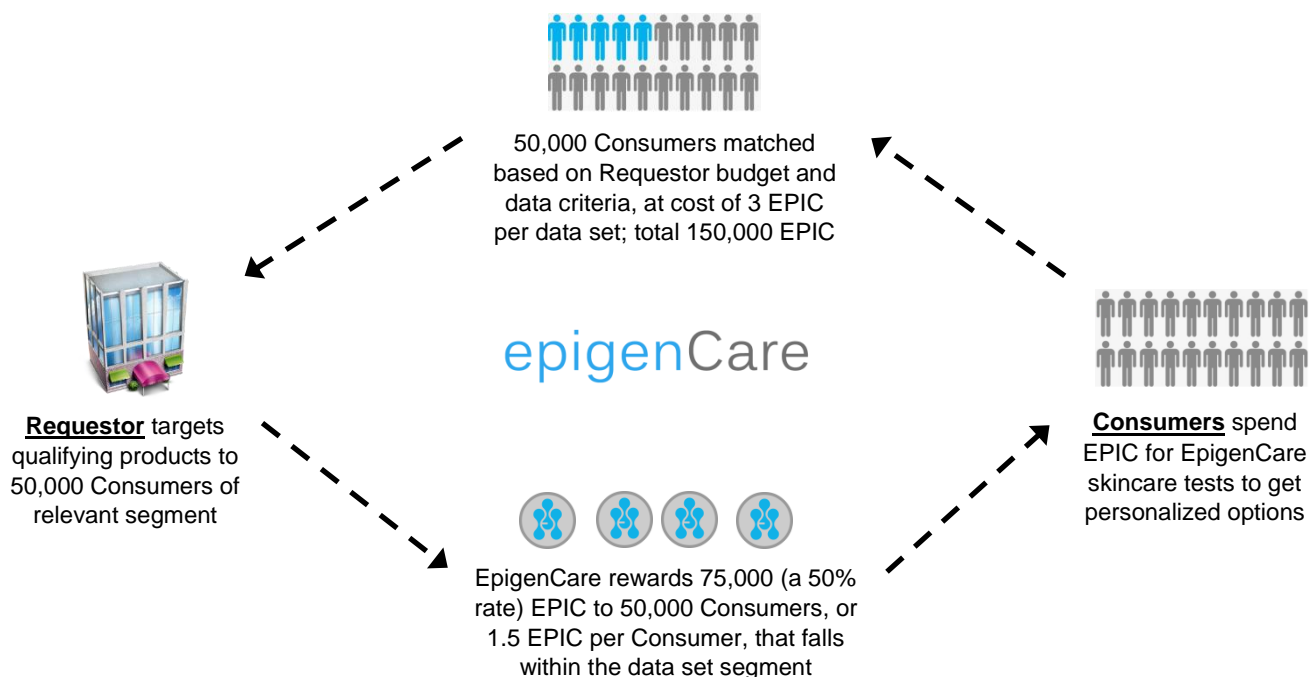 50,000 Consumers matched
based on Requestor budget and
data criteria, at cost of 3 EPIC
per data set; total 150,000 EPIC
epigenCare
Requestor targets
qualifying products to
50,000 Consumers of
relevant segment
Consumers spend
EPIC for EpigenCare
skincare tests to get
personalized options
EpigenCare rewards 75,000 (a 50%
rate) EPIC to 50,000 Consumers, or
1.5 EPIC per Consumer, that falls
within the data set segment